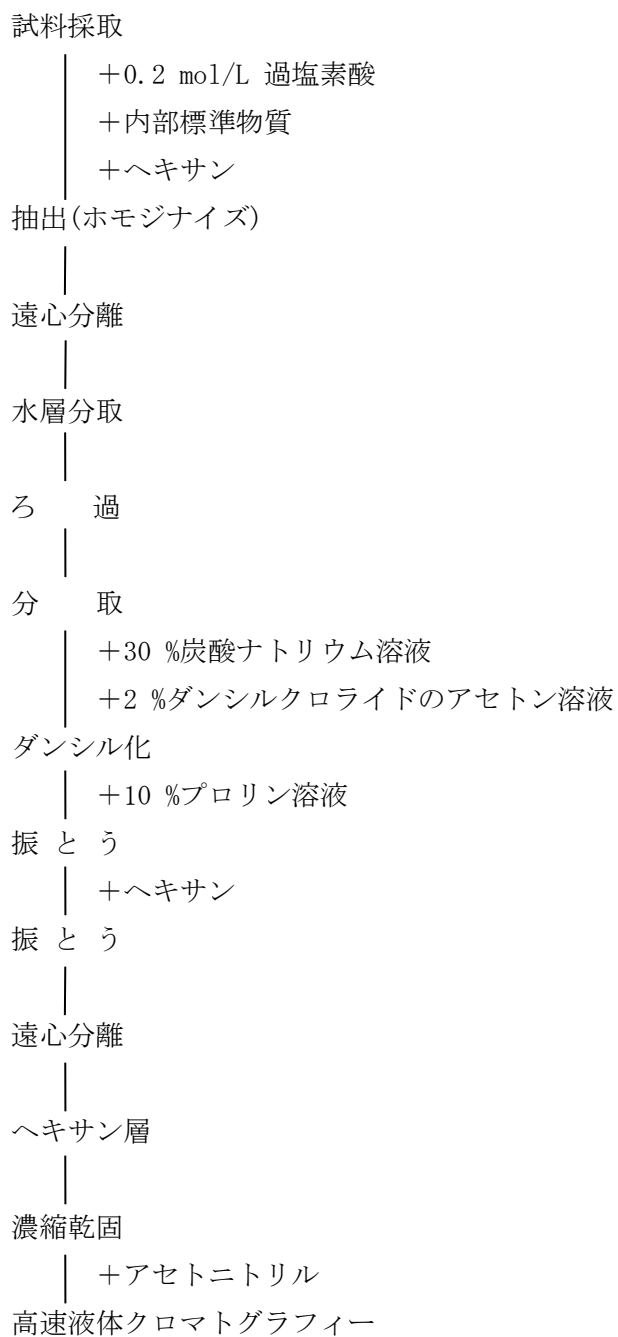 試料採取
＋0.2 mol/L 過塩素酸
＋内部標準物質
＋ヘキサン
抽出(ホモジナイズ)
遠心分離
水層分取
ろ　過
分　取
＋30 %炭酸ナトリウム溶液
＋2 %ダンシルクロライドのアセトン溶液
ダンシル化
＋10 %プロリン溶液
振 と う
＋ヘキサン
振 と う
遠心分離
ヘキサン層
濃縮乾固
＋アセトニトリル
高速液体クロマトグラフィー